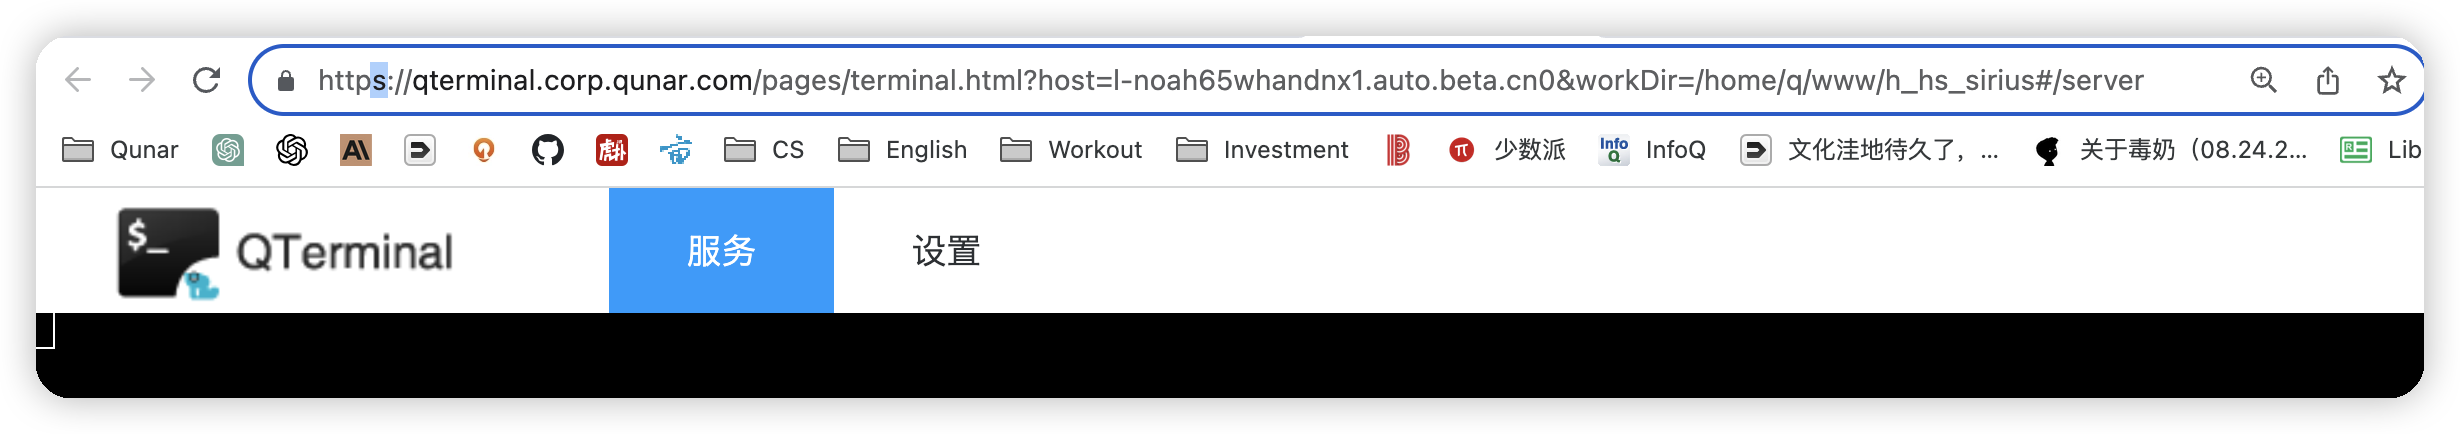 https://qterminal.corp.qunar.com/pages/terminal.html?host=l-noah65whandnx1.auto.beta.cn0&workDir=/home/q/www/h_hs_sirius#/server
Qunar CS English Workout Investment 少数派 Info Q InfoQ 文化洼地待久了，... 关于毒奶（08.24.2... Lib
$_ QTerminal 服务 设置